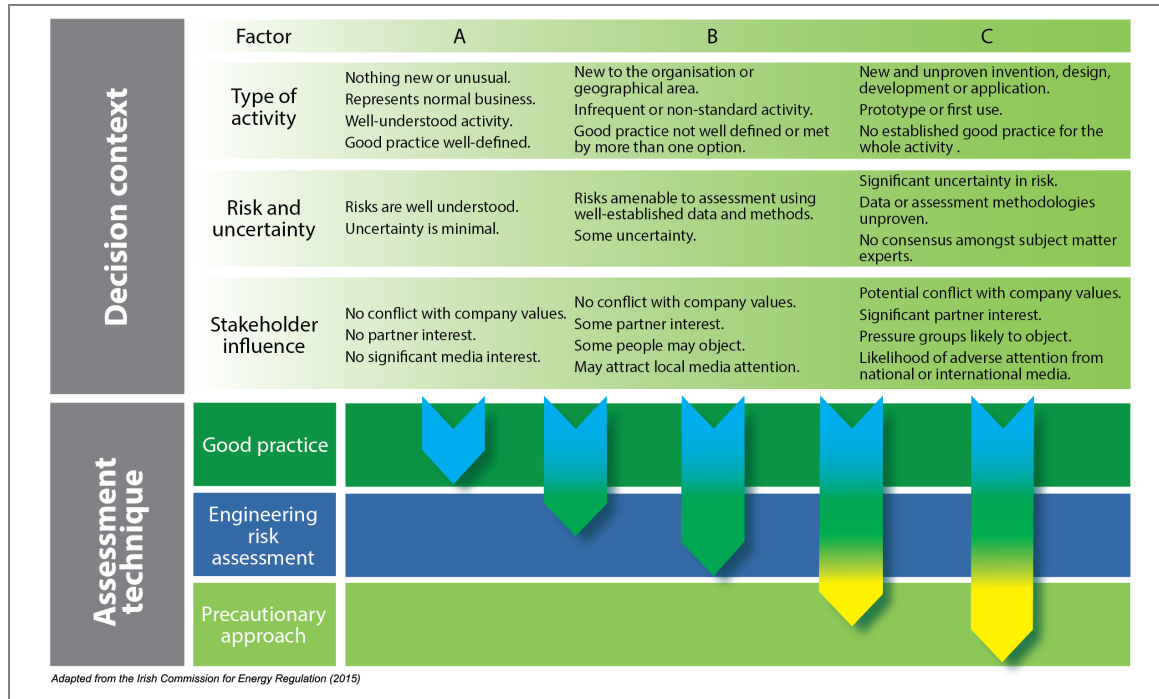 Decision context
Factor
A
B
C
Type of
activity
Nothing new or unusual.
Represents normal business.
Well-understood activity.
Good practice well-defined.
New to the organisation or
geographical area.
Infrequent or non-standard activity.
Good practice not well defined or met
by more than one option.
New and unproven invention, design,
development or application.
Prototype or first use.
No established good practice for the
whole activity .
Risk and
uncertainty
Risks are well understood.
Uncertainty is minimal.
Risks amenable to assessment using
well-established data and methods.
Some uncertainty.
Significant uncertainty in risk.
Data or assessment methodologies
unproven.
No consensus amongst subject matter
experts.
Stakeholder
influence
No conflict with company values.
No partner interest.
No significant media interest.
No conflict with company values.
Some partner interest.
Some people may object.
May attract local media attention.
Potential conflict with company values.
Significant partner interest.
Pressure groups likely to object.
Likelihood of adverse attention from
national or international media.
Assessment
technique
Good practice
Engineering
risk
assessment
Precautionary
approach
Adapted from the Irish Commission for Energy Regulation (2015)